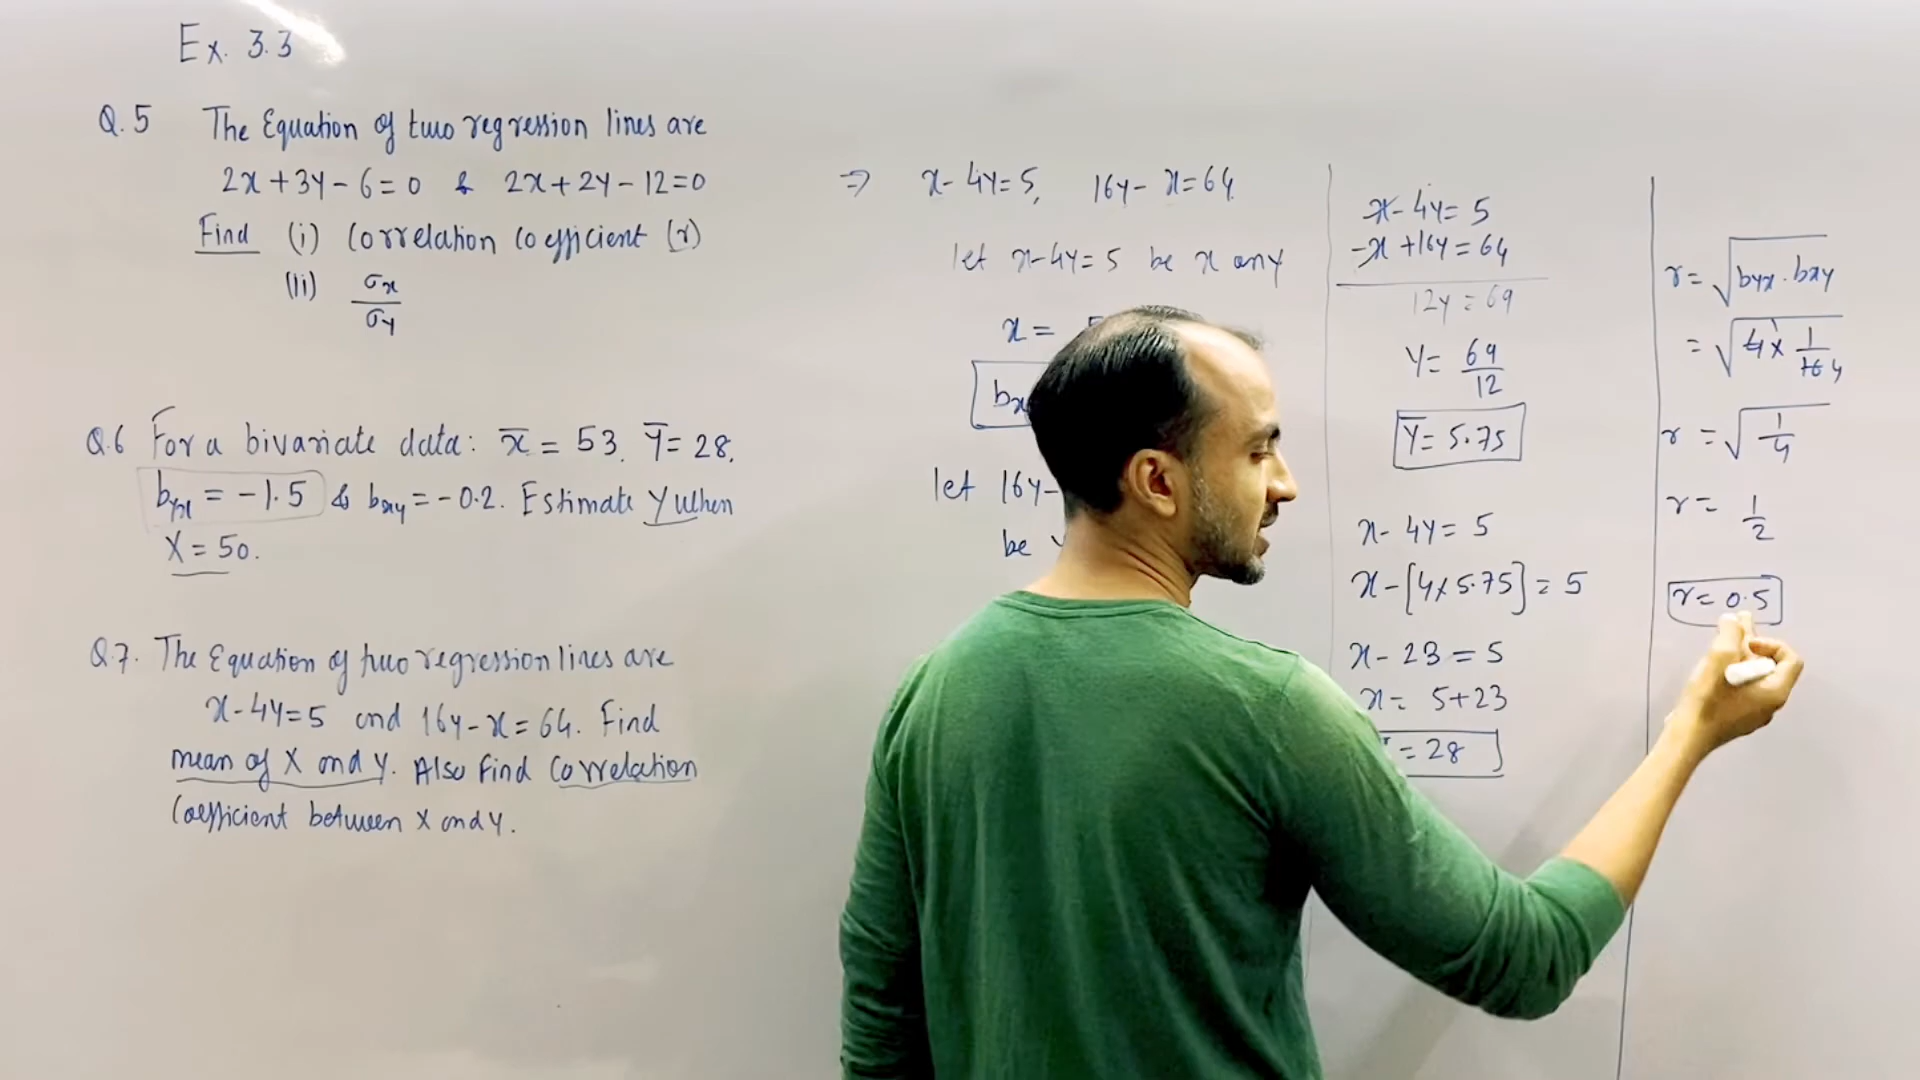 Ex. 3.3
Q.5 The Equation of two regression lines are
2x+3y-6=0 & 2x+2y-12=0
Find (i) Correlation Coefficient (r)
(ii) σx/σy
Q.6 For a bivariate data: x̄ = 53, ȳ = 28,
byx = -1.5 & bxy = -0.2. Estimate Y when
X = 50.
Q.7. The Equation of two regression lines are
x-4y=5 and 16y-x=64. Find
mean of X and Y. Also Find Correlation
Coefficient between X and Y.
⇒ x-4y=5, 16y-x=64.
let x-4y=5 be x any
x =
let 16y-
be
x-4y=5
-x+16y=64
12y=69
y= 69/12
ȳ= 5.75
x-4y=5
x-[4×5.75]=5
x-23=5
x= 5+23
= 28
r= √byx.bxy
= √4× 1/16 4
r = √1/4
r= 1/2
r= 0.5